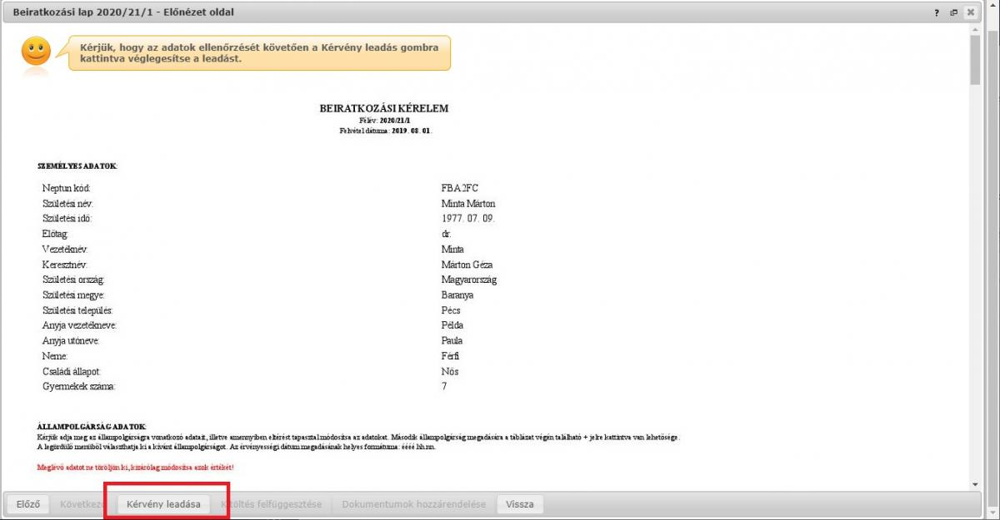 Beiratkozási lap 2020/21/1 - Előnézet oldal
?
Kérjük, hogy az adatok ellenőrzését követően a Kérvény leadás gombra
kattintva véglegesítse a leadást.
BEIRATKOZÁSI KÉRELEM
Félév: 2020/21/1
Felvétel dátuma: 2019. 08. 01.
SZEMÉLYES ADATOK:
Neptun kód: FBA2FC
Születési név: Minta Márton
Születési idő: 1977. 07. 09.
Előtag: dr.
Vezetéknév: Minta
Keresztnév: Márton Géza
Születési ország: Magyarország
Születési megye: Baranya
Születési település: Pécs
Anyja vezetékneve: Példa
Anyja utóneve: Paula
Neme: Férfi
Családi állapot: Nős
Gyermekek száma: 7
ÁLLAMPOLGÁRSÁG ADATOK:
Kérjük adja meg az állampolgárságra vonatkozó adatait, illetve amennyiben eltérést tapasztal módosítsa az adatokat. Második állampolgárság megadására a táblázat végén található + jelre kattintva van lehetősége.
A legördülő menüből választhatja ki a kívánt állampolgárságot. Az érvényességi dátum megadásának helyes formátuma: éééé.hh.nn.
Meglévő adatot ne töröljön ki, kizárólag módosítsa azok értékét!
Előző Következő Kérvény leadása Kitöltés felfüggesztése Dokumentumok hozzárendelése Vissza